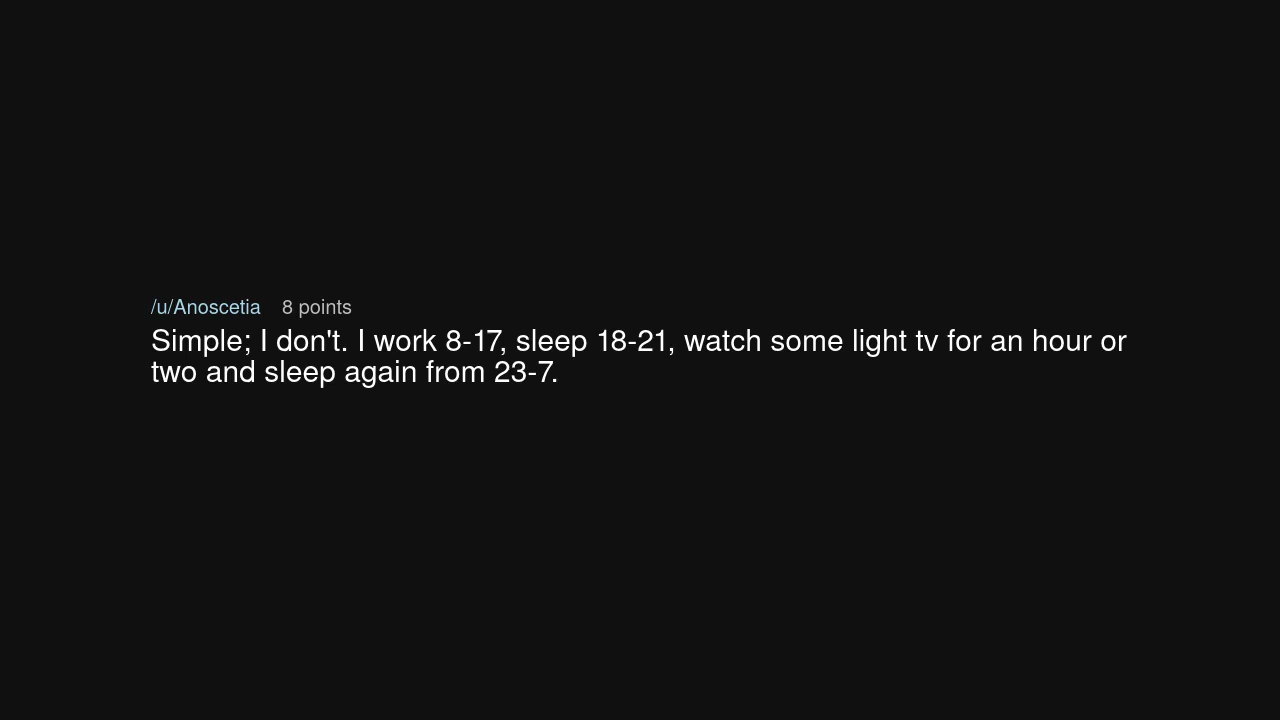 /u/Anoscetia 8 points
Simple; I don't. I work 8-17, sleep 18-21, watch some light tv for an hour or
two and sleep again from 23-7.